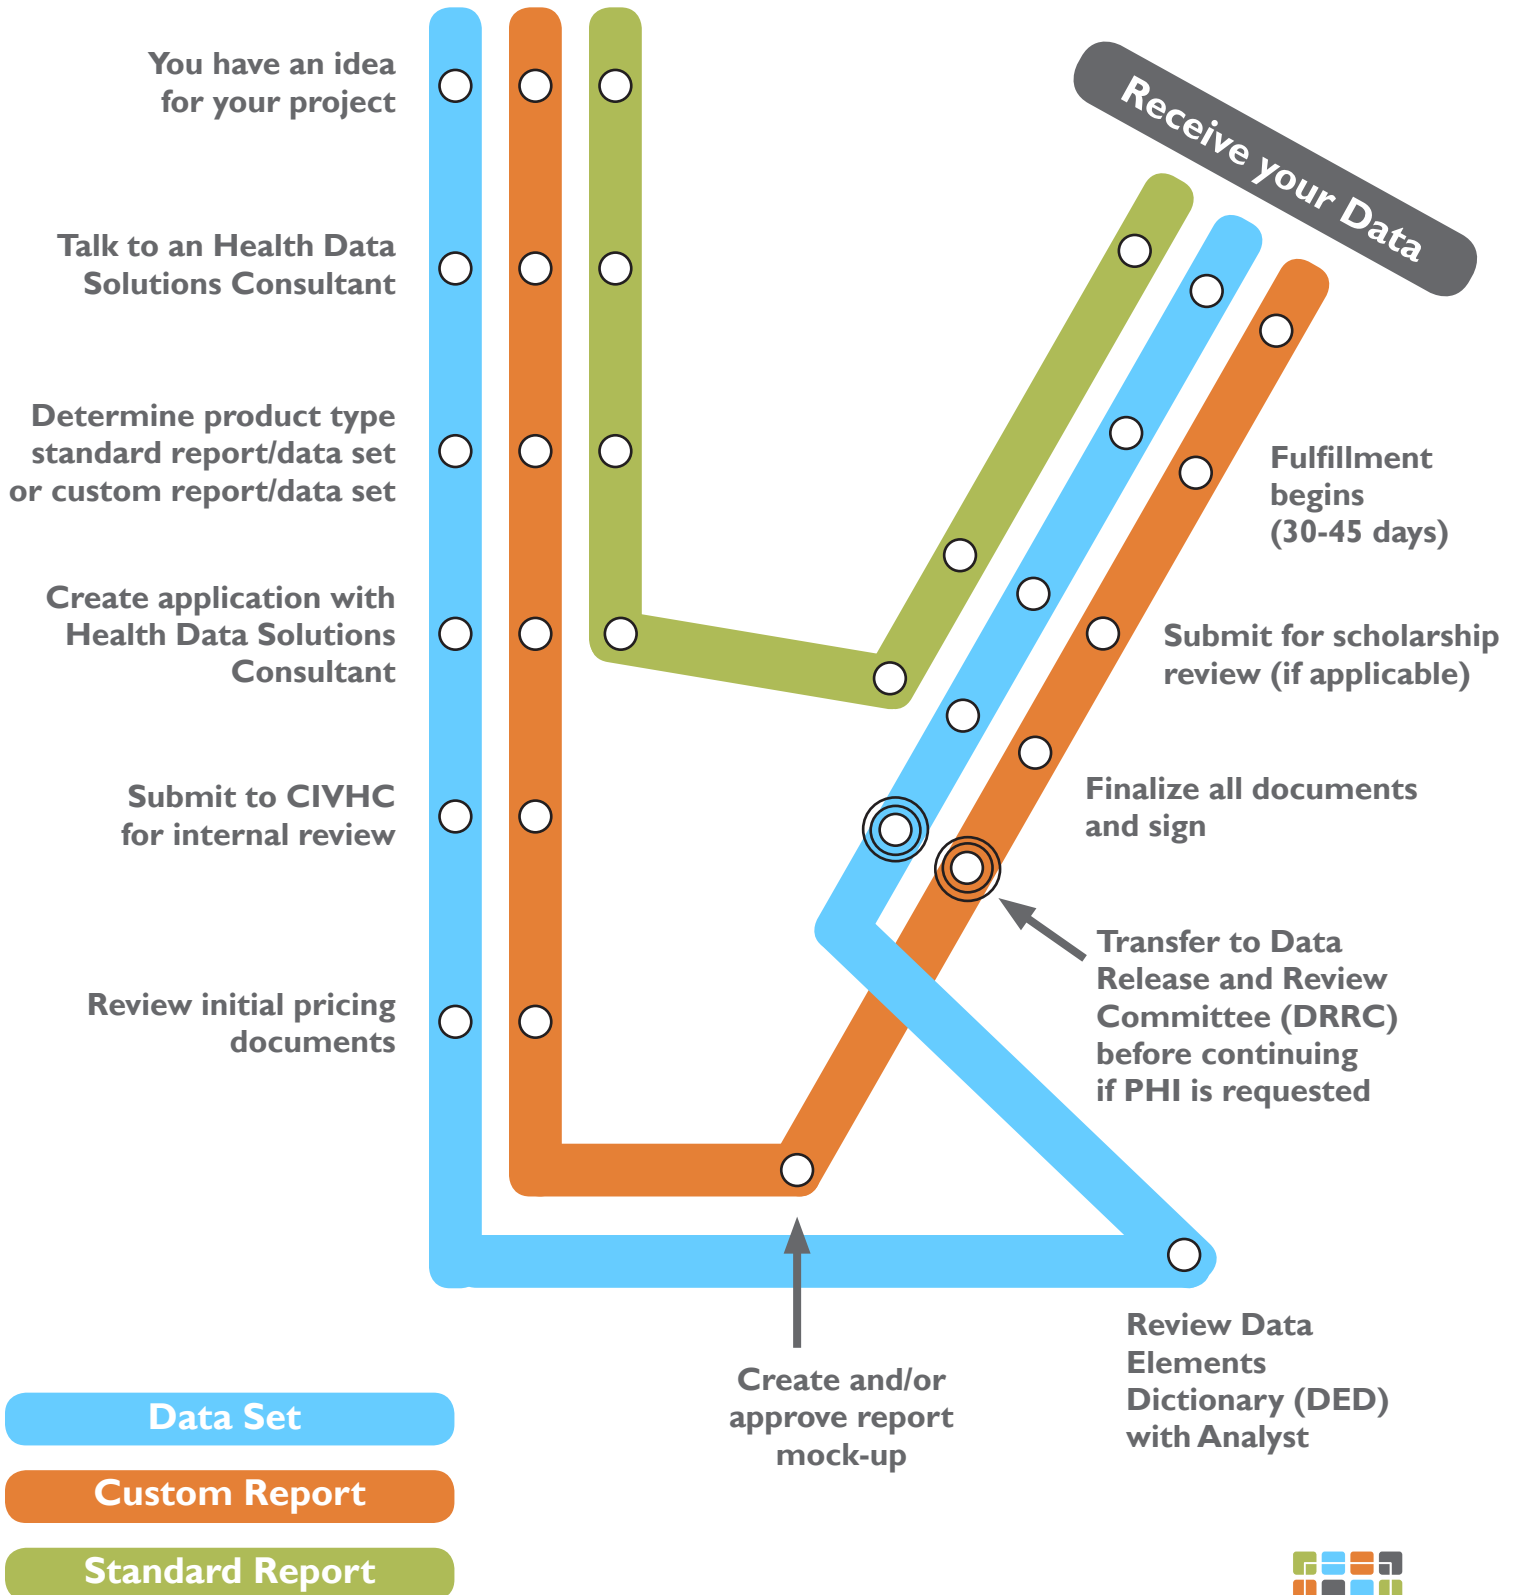 You have an idea
for your project
Talk to an Health Data
Solutions Consultant
Determine product type
standard report/data set
or custom report/data set
Create application with
Health Data Solutions
Consultant
Submit to CIVHC
for internal review
Review initial pricing
documents
Receive your Data
Fulfillment
begins
(30-45 days)
Submit for scholarship
review (if applicable)
Finalize all documents
and sign
Transfer to Data
Release and Review
Committee (DRRC)
before continuing
if PHI is requested
Create and/or
approve report
mock-up
Review Data
Elements
Dictionary (DED)
with Analyst
Data Set
Custom Report
Standard Report